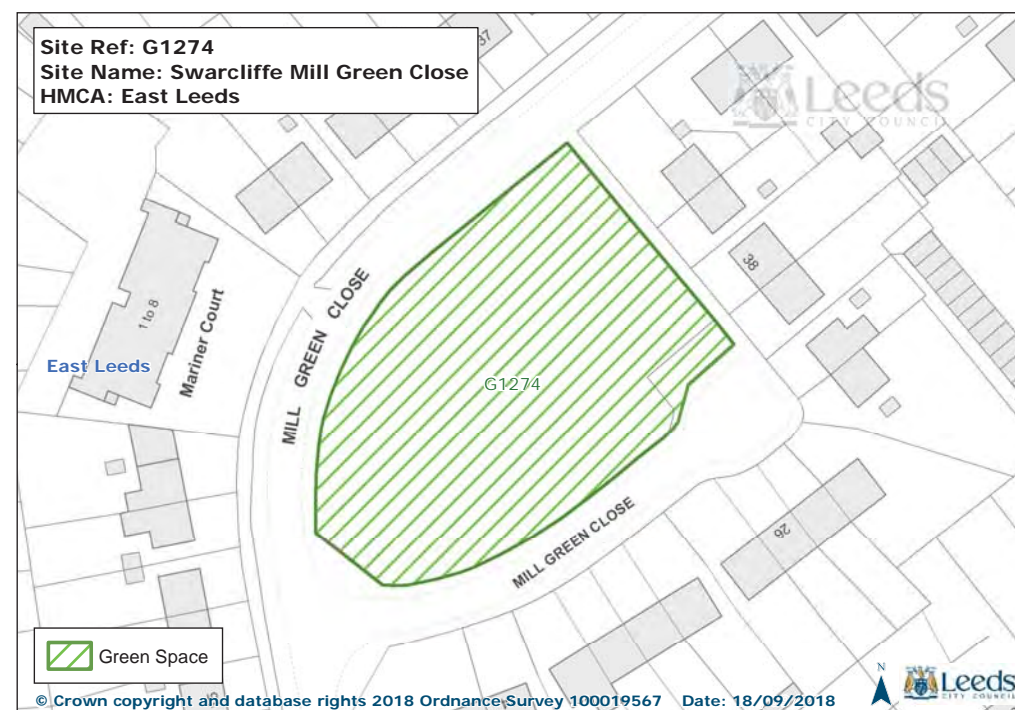 Site Ref: G1274
Site Name: Swarcliffe Mill Green Close
HMCA: East Leeds
37
Leeds
CITY COUNCIL
38
1 to 8
Mariner Court
East Leeds
MILL GREEN CLOSE
G1274
MILL GREEN CLOSE
26
Green Space
© Crown copyright and database rights 2018 Ordnance Survey 100019567 Date: 18/09/2018
N
Leeds
CITY COUNCIL